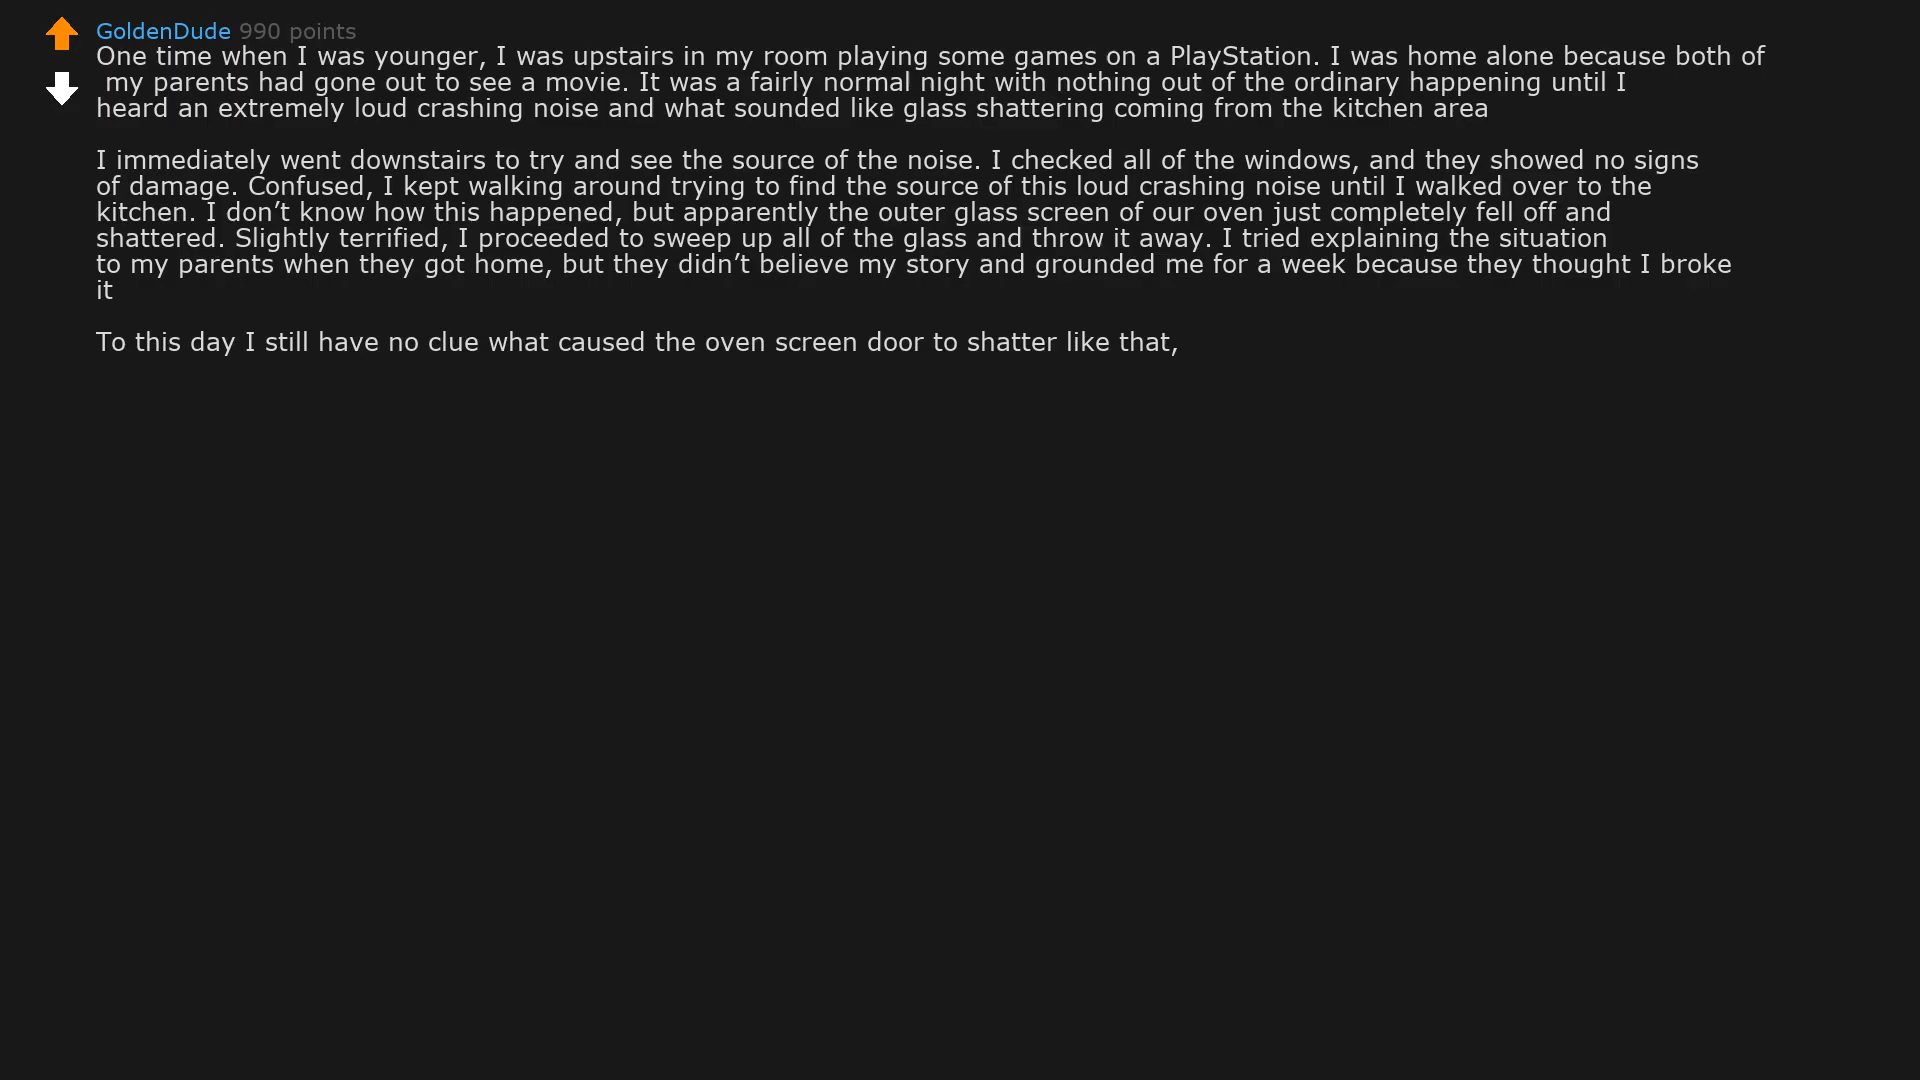 GoldenDude 990 points
One time when I was younger, I was upstairs in my room playing some games on a PlayStation. I was home alone because both of
my parents had gone out to see a movie. It was a fairly normal night with nothing out of the ordinary happening until I
heard an extremely loud crashing noise and what sounded like glass shattering coming from the kitchen area
I immediately went downstairs to try and see the source of the noise. I checked all of the windows, and they showed no signs
of damage. Confused, I kept walking around trying to find the source of this loud crashing noise until I walked over to the
kitchen. I don’t know how this happened, but apparently the outer glass screen of our oven just completely fell off and
shattered. Slightly terrified, I proceeded to sweep up all of the glass and throw it away. I tried explaining the situation
to my parents when they got home, but they didn’t believe my story and grounded me for a week because they thought I broke
it
To this day I still have no clue what caused the oven screen door to shatter like that,